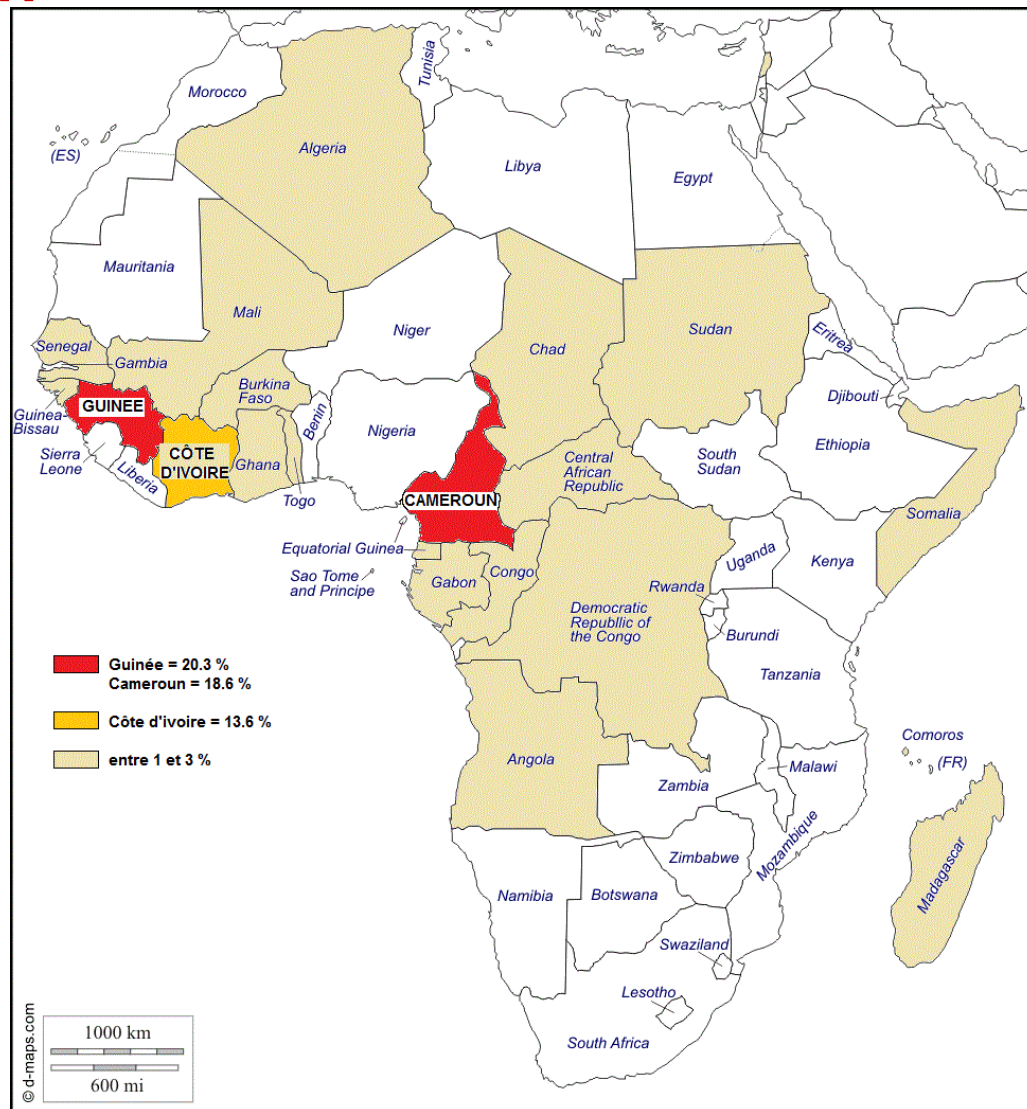 Tunisia
Morocco
(ES)
Algeria
Libya
Egypt
Mauritania
Mali
Niger
Chad
Sudan
Eritrea
Senegal
Gambia
Burkina
Faso
Djibouti
GUINEE
Guinea-
Bissau
Benin
Nigeria
Ethiopia
Sierra
Leone
Liberia
CÔTE
D'IVOIRE
Ghana
Togo
Central
African
Republic
South
Sudan
CAMEROUN
Somalia
Equatorial Guinea
Sao Tome
and Principe
Gabon
Congo
Uganda
Kenya
Rwanda
Democratic
Republlic of
the Congo
Burundi
Tanzania
Guinée = 20.3 %
Cameroun = 18.6 %
Côte d'ivoire = 13.6 %
entre 1 et 3 %
Comoros
(FR)
Angola
Malawi
Zambia
Mozambique
Madagascar
Zimbabwe
Namibia
Botswana
Swaziland
Lesotho
South Africa
© d-maps.com
1000 km
600 mi